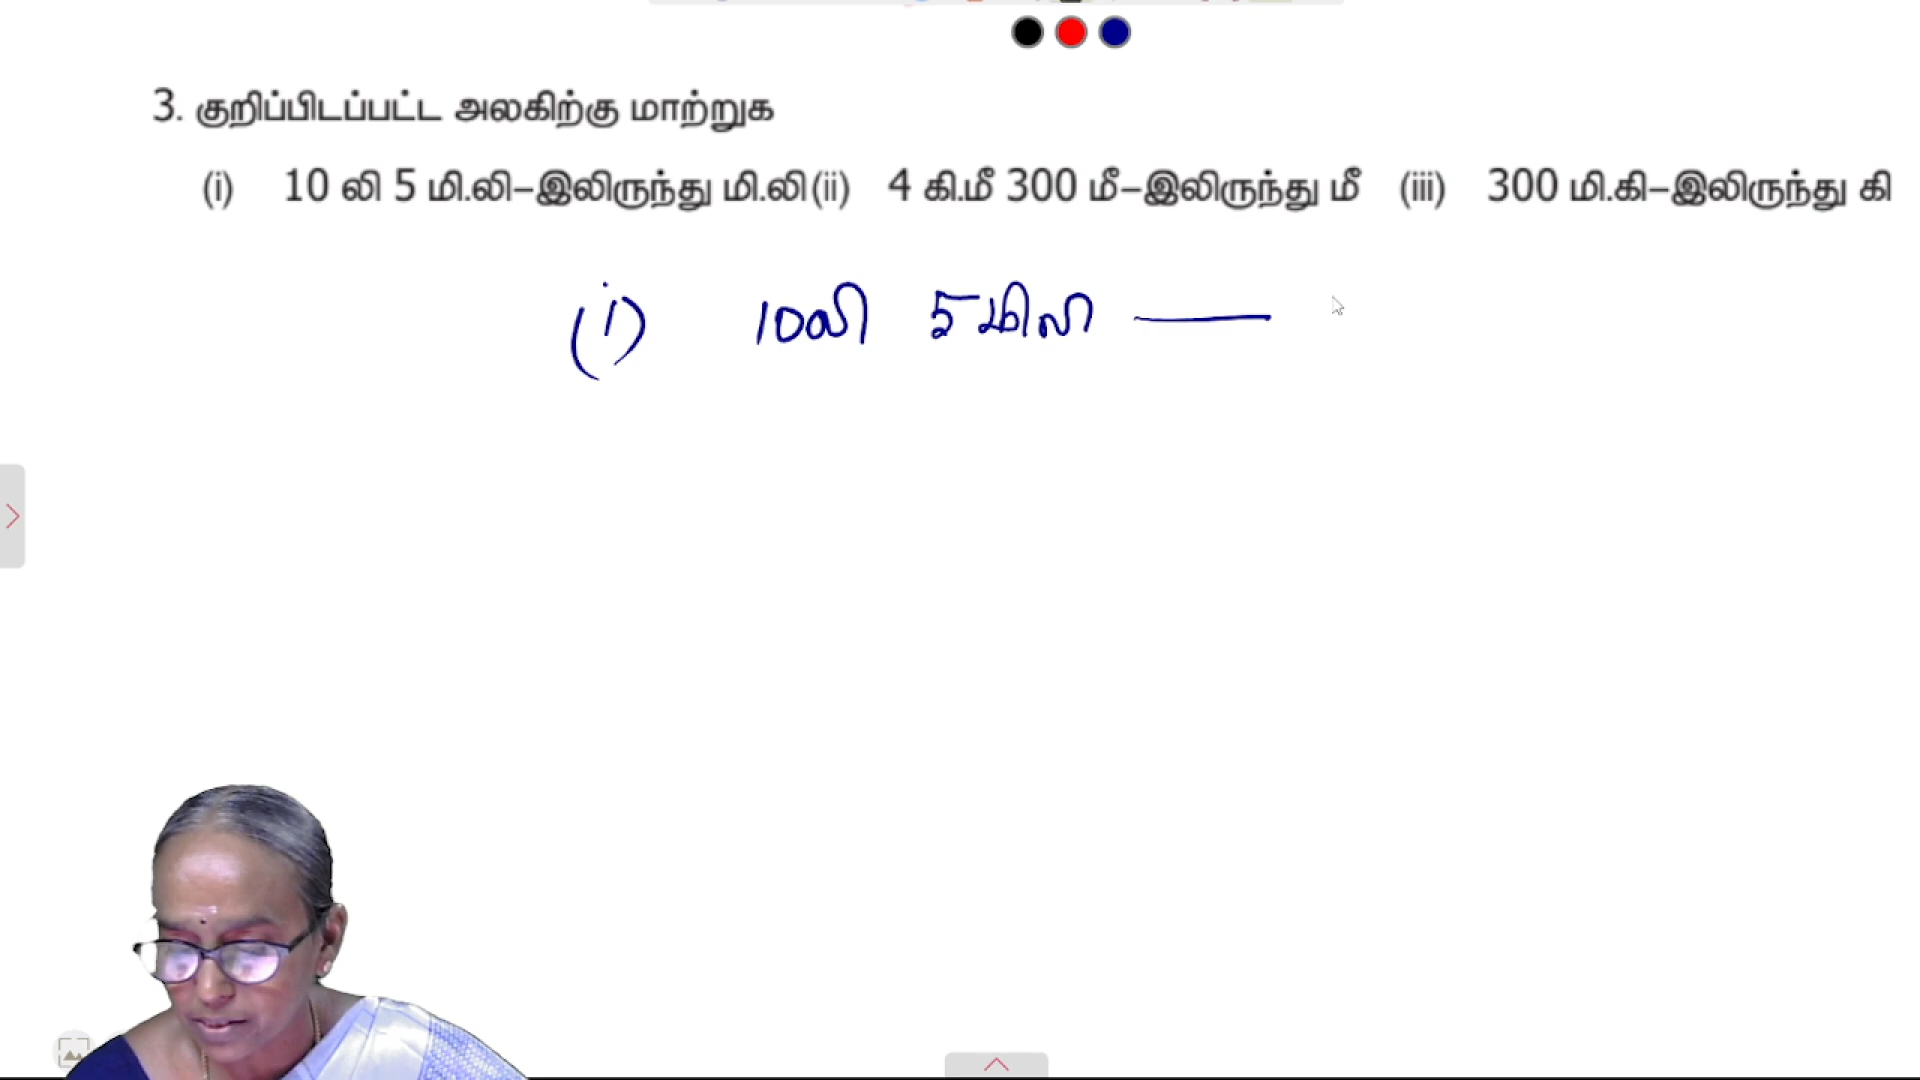 3. குறிப்பிடப்பட்ட அலகிற்கு மாற்றுக
(i) 10 லி 5 மி.லி–இலிருந்து மி.லி (ii) 4 கி.மீ 300 மீ–இலிருந்து மீ (iii) 300 மி.கி–இலிருந்து கி
(i) 10லி 5மிலி —